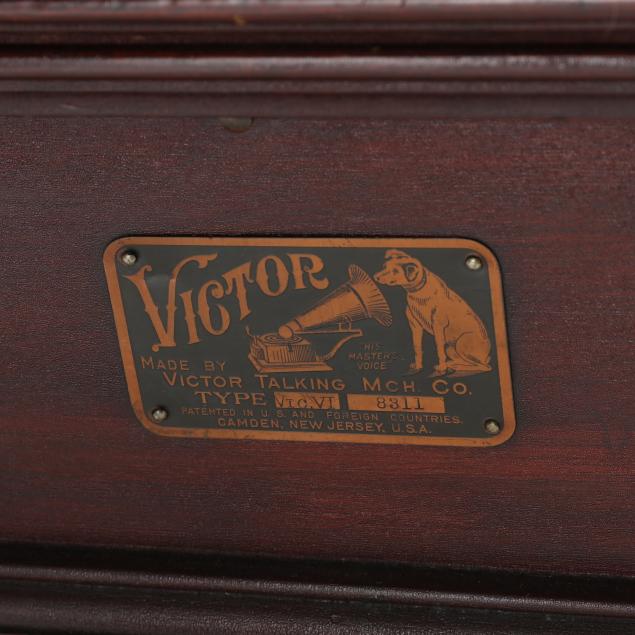 VICTOR
"HIS
MASTER'S
VOICE"
MADE BY
VICTOR TALKING MCH. CO.
TYPE VIC.VI 8311
PATENTED IN U.S. AND FOREIGN COUNTRIES.
CAMDEN, NEW JERSEY, U.S.A.